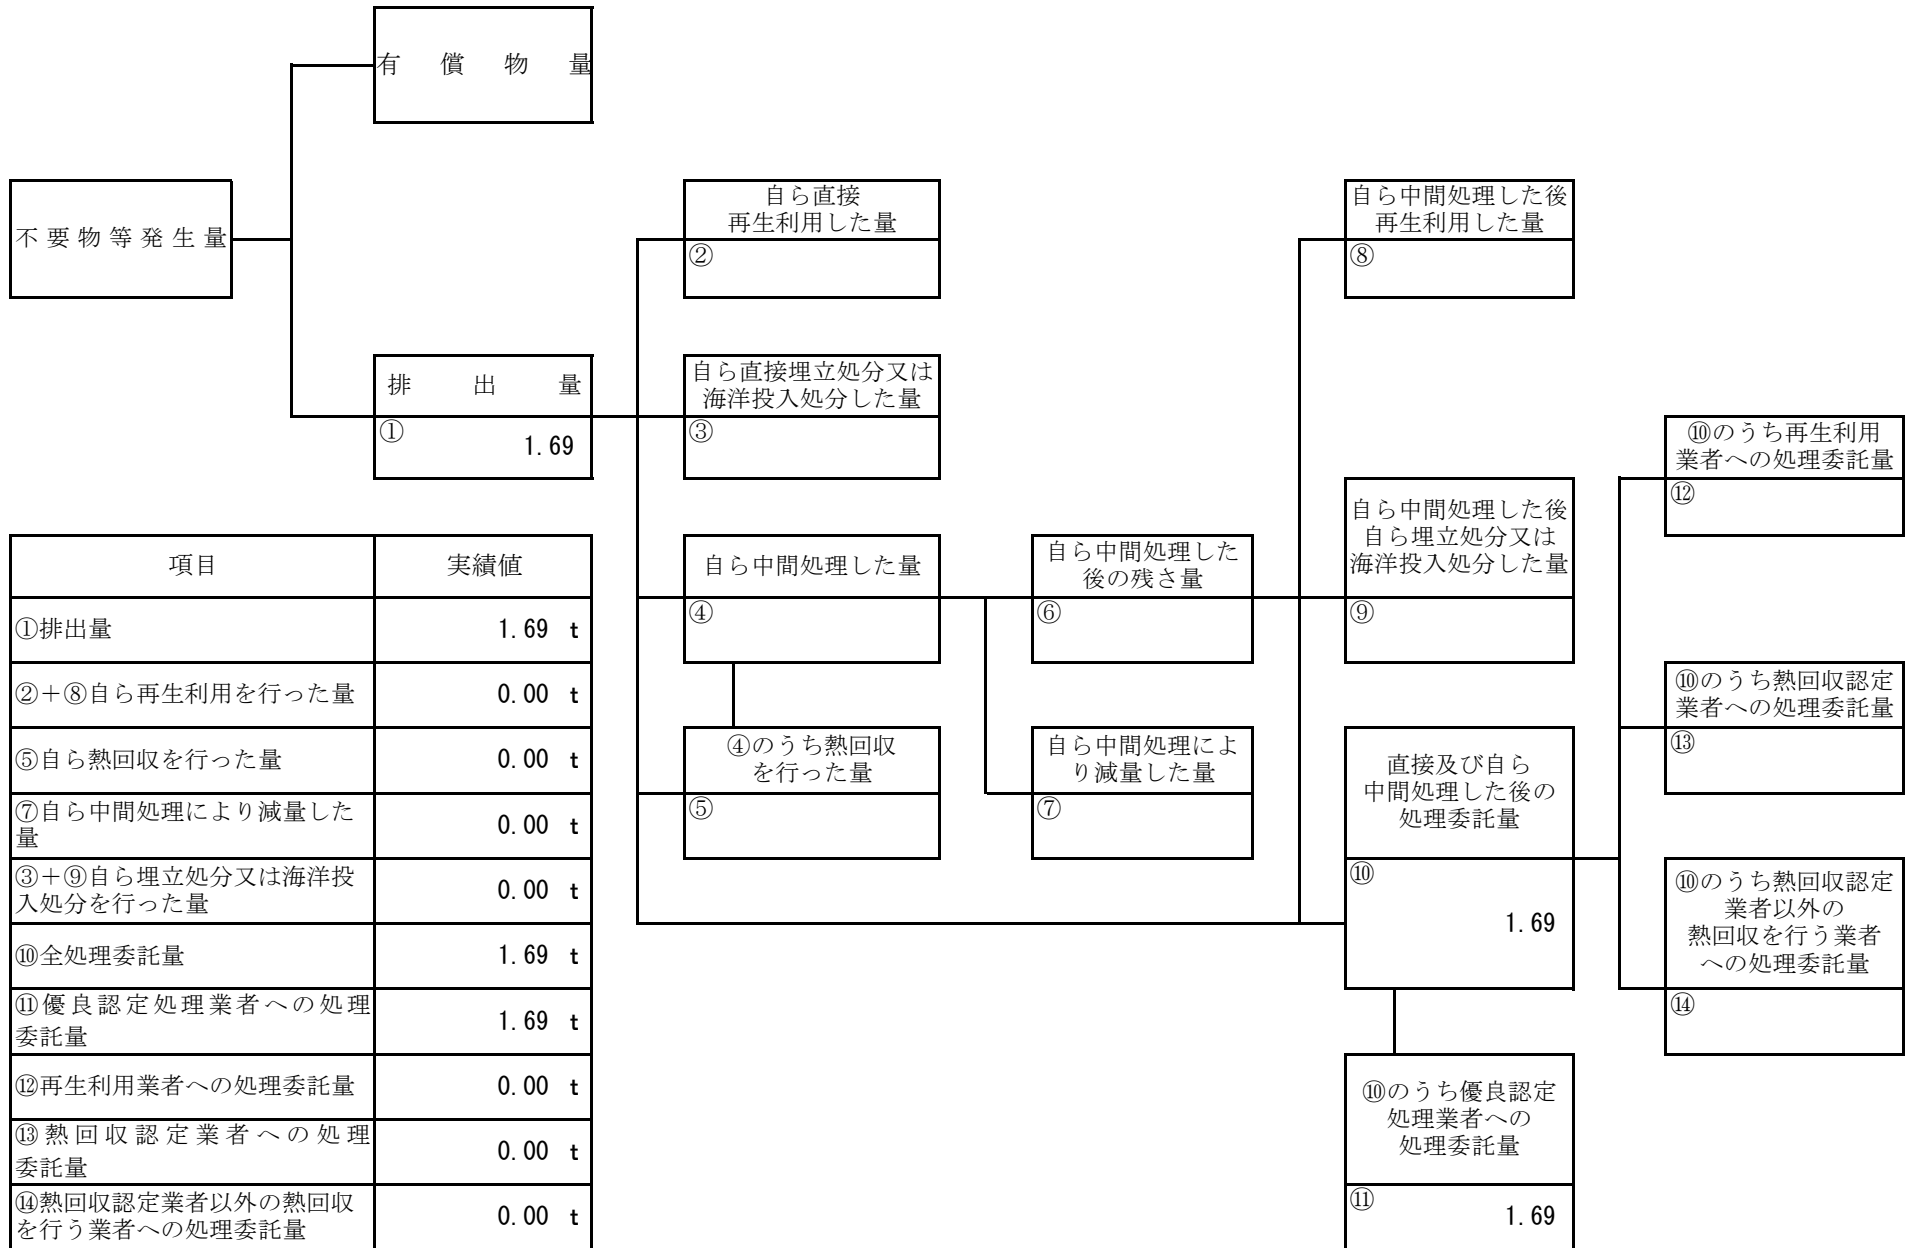 有償物量
不要物等発生量
排出量
①
1.69
自ら直接
再生利用した量
②
自ら直接埋立処分又は
海洋投入処分した量
③
自ら中間処理した量
④
④のうち熱回収
を行った量
⑤
自ら中間処理した
後の残さ量
⑥
自ら中間処理によ
り減量した量
⑦
自ら中間処理した後
再生利用した量
⑧
自ら中間処理した後
自ら埋立処分又は
海洋投入処分した量
⑨
直接及び自ら
中間処理した後の
処理委託量
⑩
1.69
⑩のうち優良認定
処理業者への
処理委託量
⑪
1.69
⑩のうち再生利用
業者への処理委託量
⑫
⑩のうち熱回収認定
業者への処理委託量
⑬
⑩のうち熱回収認定
業者以外の
熱回収を行う業者
への処理委託量
⑭
項目 実績値
①排出量 1.69 t
②＋⑧自ら再生利用を行った量 0.00 t
⑤自ら熱回収を行った量 0.00 t
⑦自ら中間処理により減量した
量 0.00 t
③＋⑨自ら埋立処分又は海洋投
入処分を行った量 0.00 t
⑩全処理委託量 1.69 t
⑪優良認定処理業者への処理
委託量 1.69 t
⑫再生利用業者への処理委託量 0.00 t
⑬熱回収認定業者への処理
委託量 0.00 t
⑭熱回収認定業者以外の熱回収
を行う業者への処理委託量 0.00 t